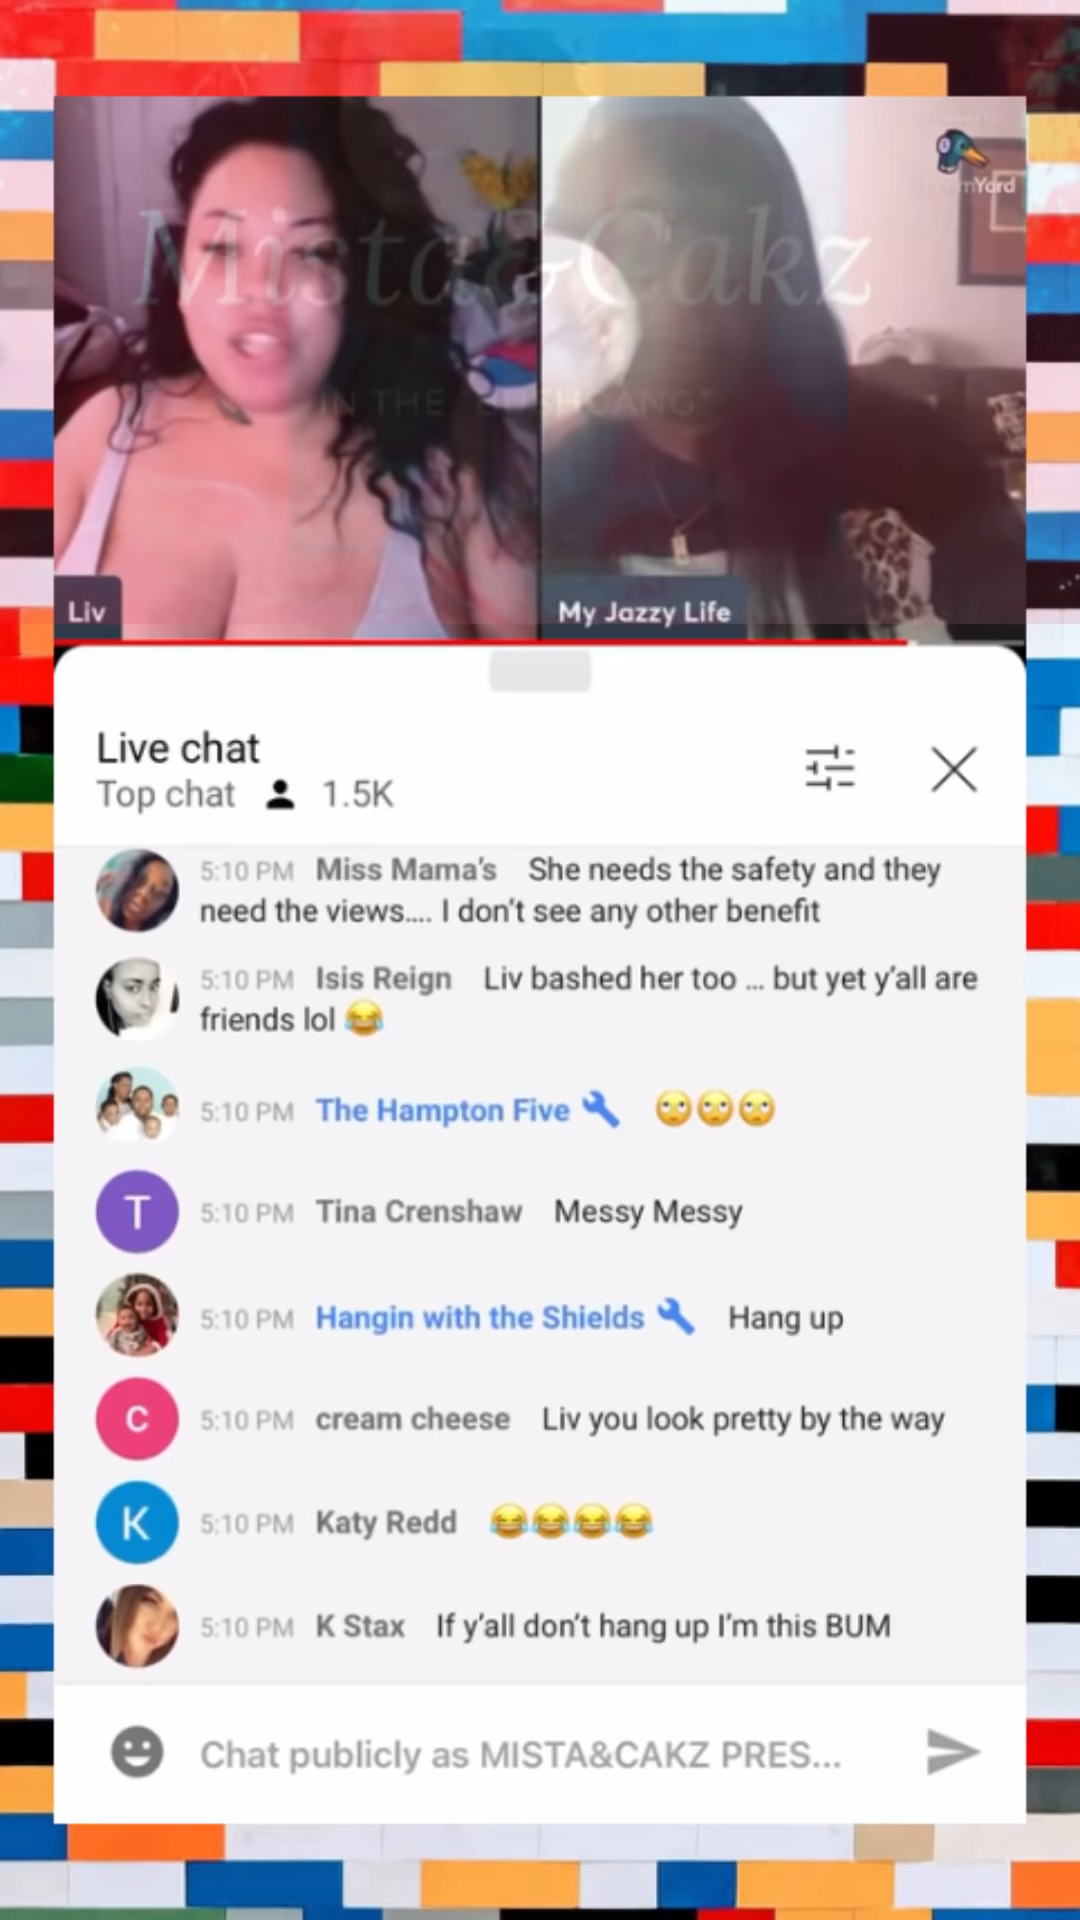 Mista&Cakz
IN THE
mYard
Liv
My Jazzy Life
Live chat
Top chat 1.5K
5:10 PM Miss Mama's She needs the safety and they
need the views.... I don't see any other benefit
5:10 PM Isis Reign Liv bashed her too ... but yet y'all are
friends lol 😂
5:10 PM The Hampton Five 🙄🙄🙄
T
5:10 PM Tina Crenshaw Messy Messy
5:10 PM Hangin with the Shields Hang up
C
5:10 PM cream cheese Liv you look pretty by the way
K
5:10 PM Katy Redd 😂😂😂😂
5:10 PM K Stax If y'all don't hang up I'm this BUM
Chat publicly as MISTA&CAKZ PRES...